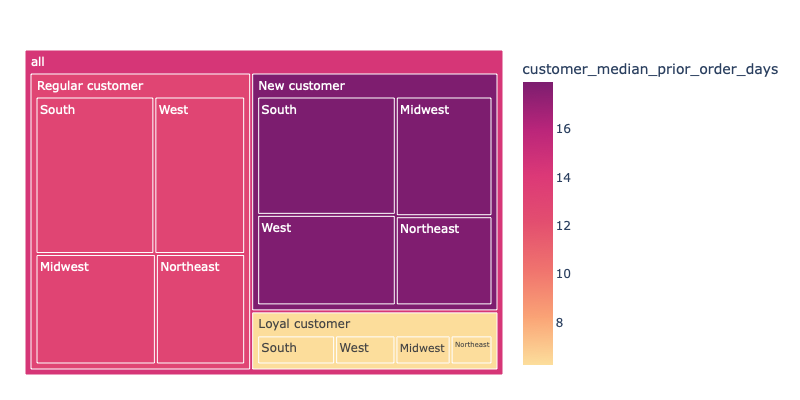 all
Regular customer
South
West
Midwest
Northeast
New customer
South
Midwest
West
Northeast
Loyal customer
South
West
Midwest
Northeast
customer_median_prior_order_days
16
14
12
10
8